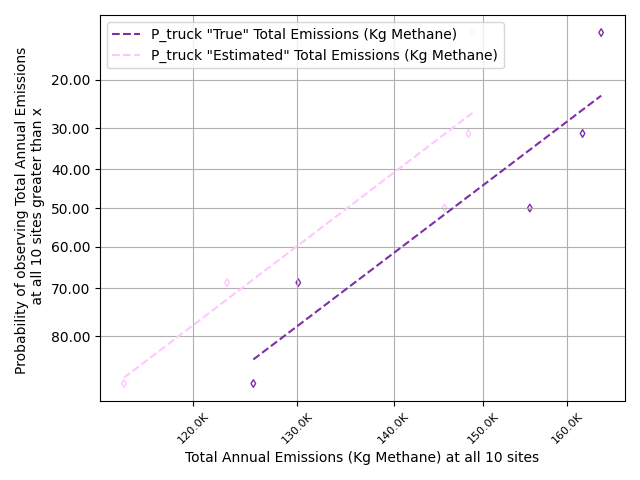 P_truck "True" Total Emissions (Kg Methane)
P_truck "Estimated" Total Emissions (Kg Methane)
Probability of observing Total Annual Emissions
at all 10 sites greater than x
20.00
30.00
40.00
50.00
60.00
70.00
80.00
120.0K
130.0K
140.0K
150.0K
160.0K
Total Annual Emissions (Kg Methane) at all 10 sites